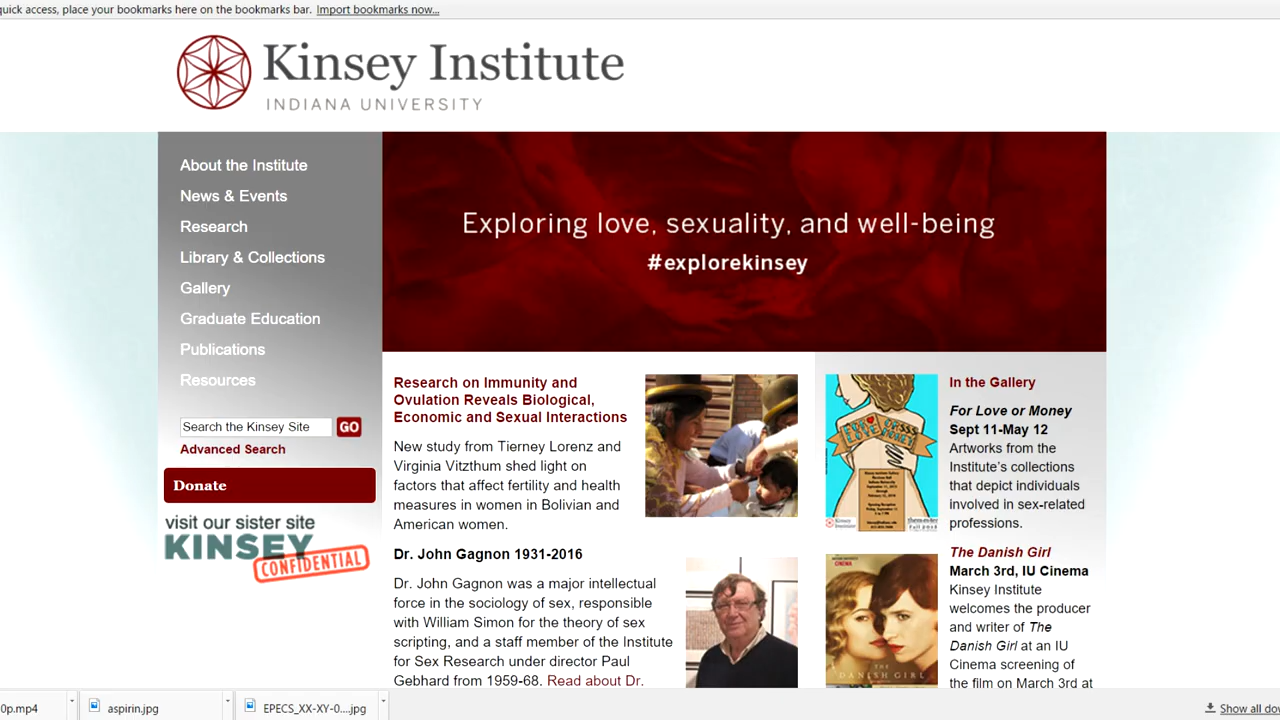 quick access, place your bookmarks here on the bookmarks bar. Import bookmarks now...
Kinsey Institute
INDIANA UNIVERSITY
About the Institute
News & Events
Research
Library & Collections
Gallery
Graduate Education
Publications
Resources
Search the Kinsey Site GO
Advanced Search
Donate
visit our sister site
KINSEY
CONFIDENTIAL
Exploring love, sexuality, and well-being
#explorekinsey
Research on Immunity and
Ovulation Reveals Biological,
Economic and Sexual Interactions
New study from Tierney Lorenz and
Virginia Vitzthum shed light on
factors that affect fertility and health
measures in women in Bolivian and
American women.
Dr. John Gagnon 1931-2016
Dr. John Gagnon was a major intellectual
force in the sociology of sex, responsible
with William Simon for the theory of sex
scripting, and a staff member of the Institute
for Sex Research under director Paul
Gebhard from 1959-68. Read about Dr.
In the Gallery
For Love or Money
Sept 11-May 12
Artworks from the
Institute's collections
that depict individuals
involved in sex-related
professions.
The Danish Girl
March 3rd, IU Cinema
Kinsey Institute
welcomes the producer
and writer of The
Danish Girl at an IU
Cinema screening of
the film on March 3rd at
CINEMA
THE
DANISH GIRL
0p.mp4
aspirin.jpg
EPECS_XX-XY-0....jpg
Show all do